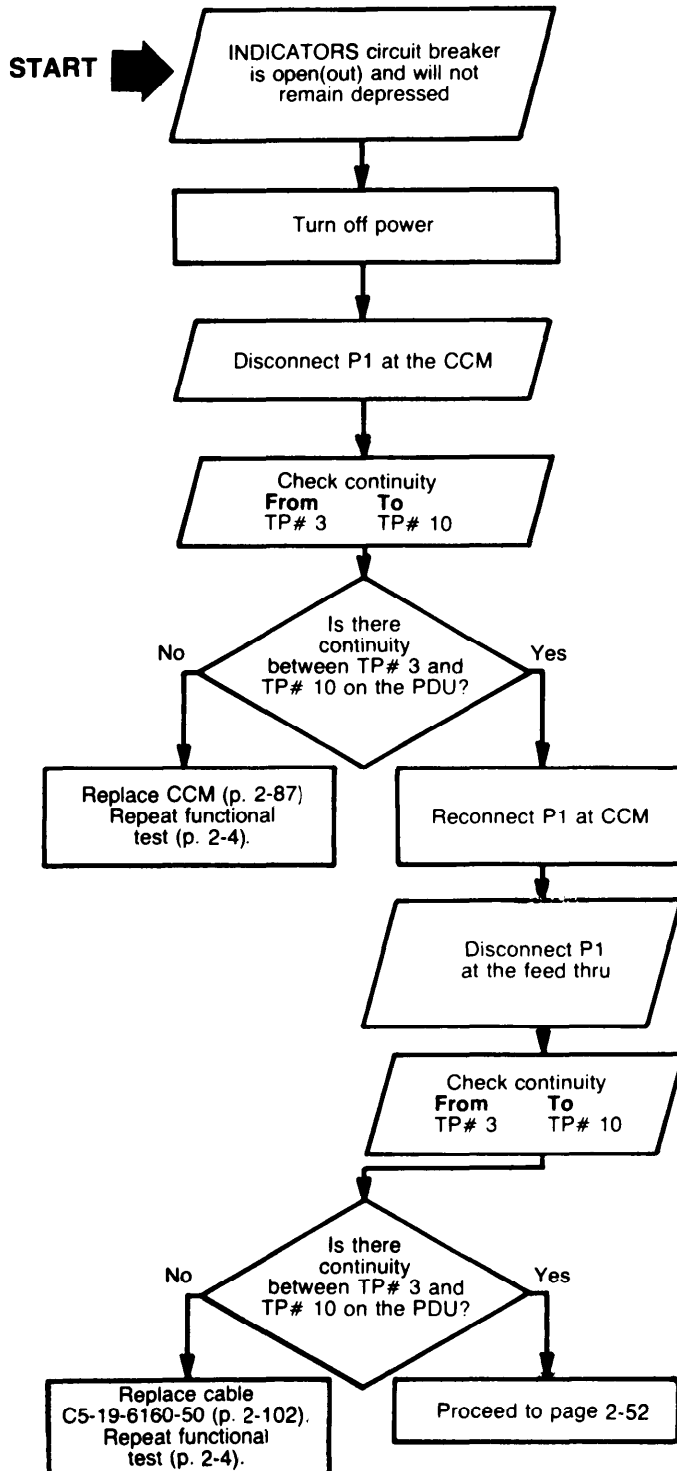 START
INDICATORS circuit breaker
is open(out) and will not
remain depressed
Turn off power
Disconnect P1 at the CCM
Check continuity
From To
TP# 3 TP# 10
Is there
continuity
between TP# 3 and
TP# 10 on the PDU?
No
Yes
Replace CCM (p. 2-87)
Repeat functional
test (p. 2-4).
Reconnect P1 at CCM
Disconnect P1
at the feed thru
Check continuity
From To
TP# 3 TP# 10
Is there
continuity
between TP# 3 and
TP# 10 on the PDU?
No
Yes
Replace cable
C5-19-6160-50 (p. 2-102).
Repeat functional
test (p. 2-4).
Proceed to page 2-52